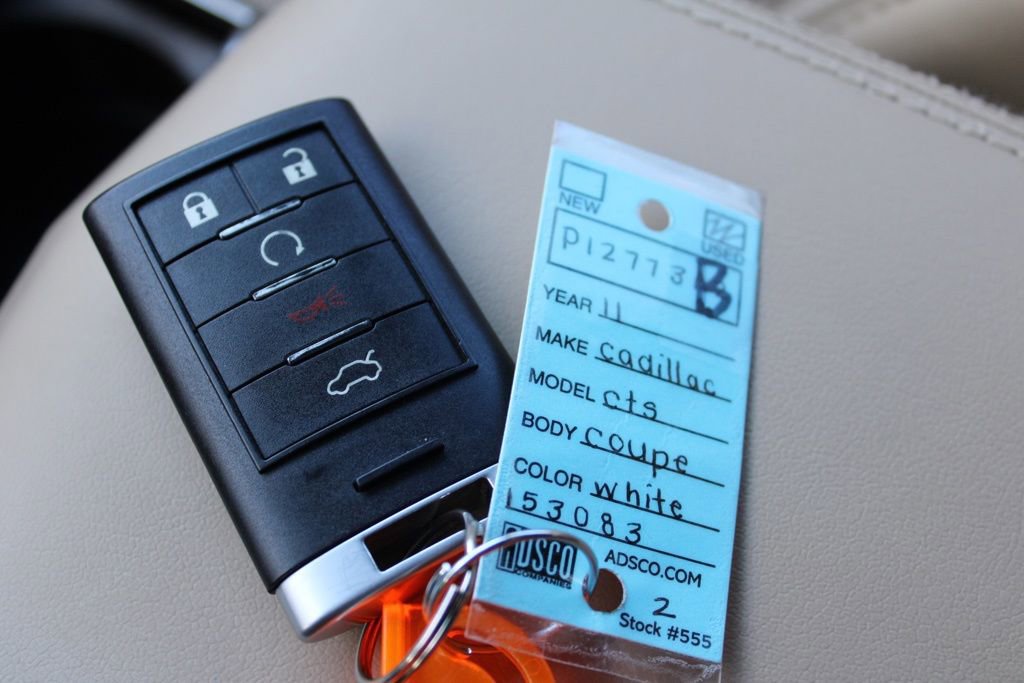 NEW
USED
P12773B
YEAR 11
MAKE Cadillac
MODEL cts
BODY coupe
COLOR white
153083
ADSCO
COMPANIES
ADSCO.COM
2
Stock #555